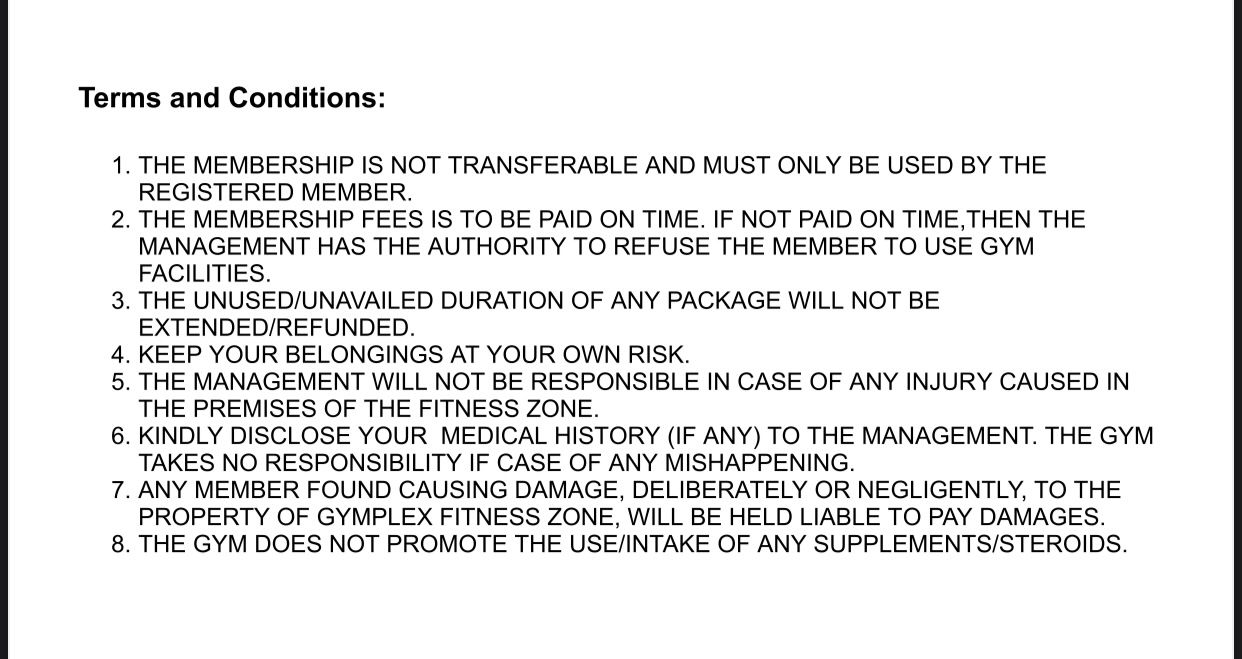 Terms and Conditions:
1. THE MEMBERSHIP IS NOT TRANSFERABLE AND MUST ONLY BE USED BY THE
REGISTERED MEMBER.
2. THE MEMBERSHIP FEES IS TO BE PAID ON TIME. IF NOT PAID ON TIME,THEN THE
MANAGEMENT HAS THE AUTHORITY TO REFUSE THE MEMBER TO USE GYM
FACILITIES.
3. THE UNUSED/UNAVAILED DURATION OF ANY PACKAGE WILL NOT BE
EXTENDED/REFUNDED.
4. KEEP YOUR BELONGINGS AT YOUR OWN RISK.
5. THE MANAGEMENT WILL NOT BE RESPONSIBLE IN CASE OF ANY INJURY CAUSED IN
THE PREMISES OF THE FITNESS ZONE.
6. KINDLY DISCLOSE YOUR  MEDICAL HISTORY (IF ANY) TO THE MANAGEMENT. THE GYM
TAKES NO RESPONSIBILITY IF CASE OF ANY MISHAPPENING.
7. ANY MEMBER FOUND CAUSING DAMAGE, DELIBERATELY OR NEGLIGENTLY, TO THE
PROPERTY OF GYMPLEX FITNESS ZONE, WILL BE HELD LIABLE TO PAY DAMAGES.
8. THE GYM DOES NOT PROMOTE THE USE/INTAKE OF ANY SUPPLEMENTS/STEROIDS.